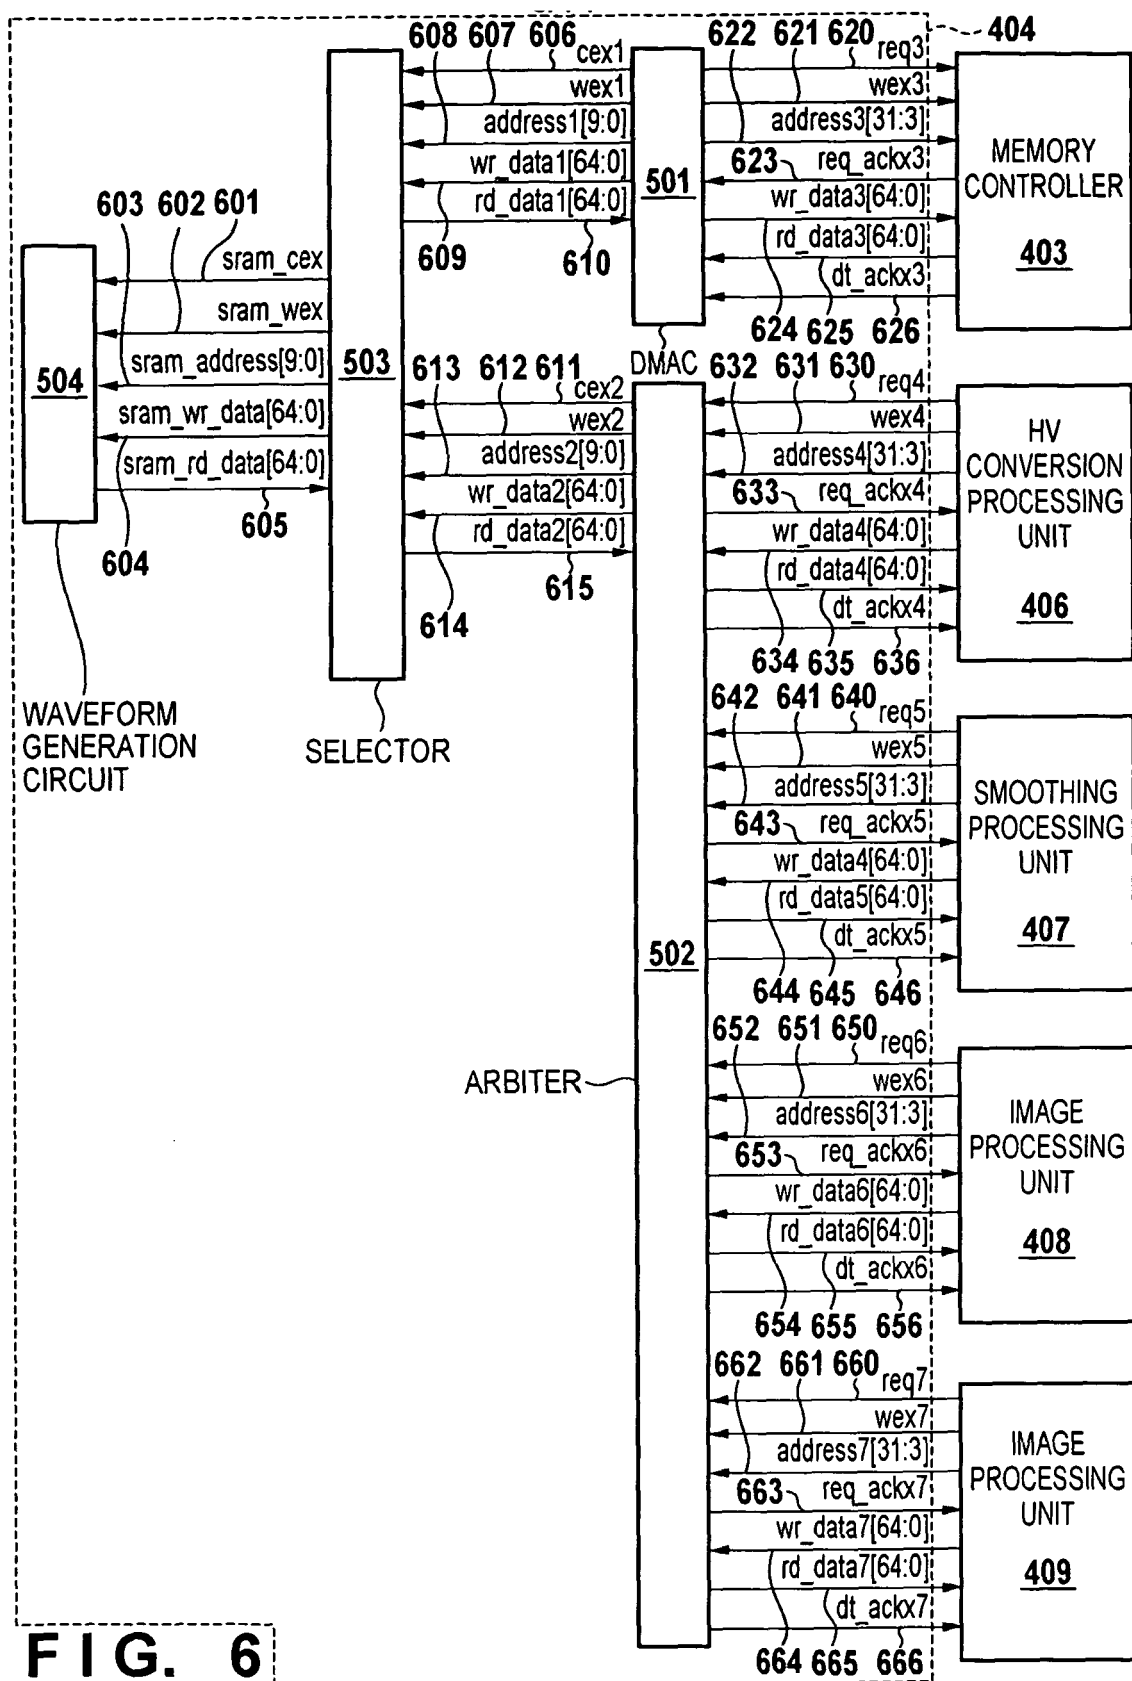 404
608 607 606 cex1
wex1
address1[9:0]
wr_data1[64:0]
rd_data1[64:0]
609 610
501
DMAC
622 621 620 req3
wex3
address3[31:3]
623 req_ackx3
wr_data3[64:0]
rd_data3[64:0]
dt_ackx3
624 625 626
MEMORY
CONTROLLER
403
603 602 601
sram_cex
sram_wex
sram_address[9:0]
sram_wr_data[64:0]
sram_rd_data[64:0]
604 605
504
WAVEFORM
GENERATION
CIRCUIT
503
SELECTOR
613 612 611
cex2
wex2
address2[9:0]
wr_data2[64:0]
rd_data2[64:0]
614 615
632 631 630 req4
wex4
address4[31:3]
633 req_ackx4
wr_data4[64:0]
rd_data4[64:0]
dt_ackx4
634 635 636
HV
CONVERSION
PROCESSING
UNIT
406
642 641 640 req5
wex5
address5[31:3]
643 req_ackx5
wr_data4[64:0]
rd_data5[64:0]
dt_ackx5
644 645 646
SMOOTHING
PROCESSING
UNIT
407
502
ARBITER
652 651 650 req6
wex6
address6[31:3]
653 req_ackx6
wr_data6[64:0]
rd_data6[64:0]
dt_ackx6
654 655 656
IMAGE
PROCESSING
UNIT
408
662 661 660 req7
wex7
address7[31:3]
663 req_ackx7
wr_data7[64:0]
rd_data7[64:0]
dt_ackx7
664 665 666
IMAGE
PROCESSING
UNIT
409
FIG. 6